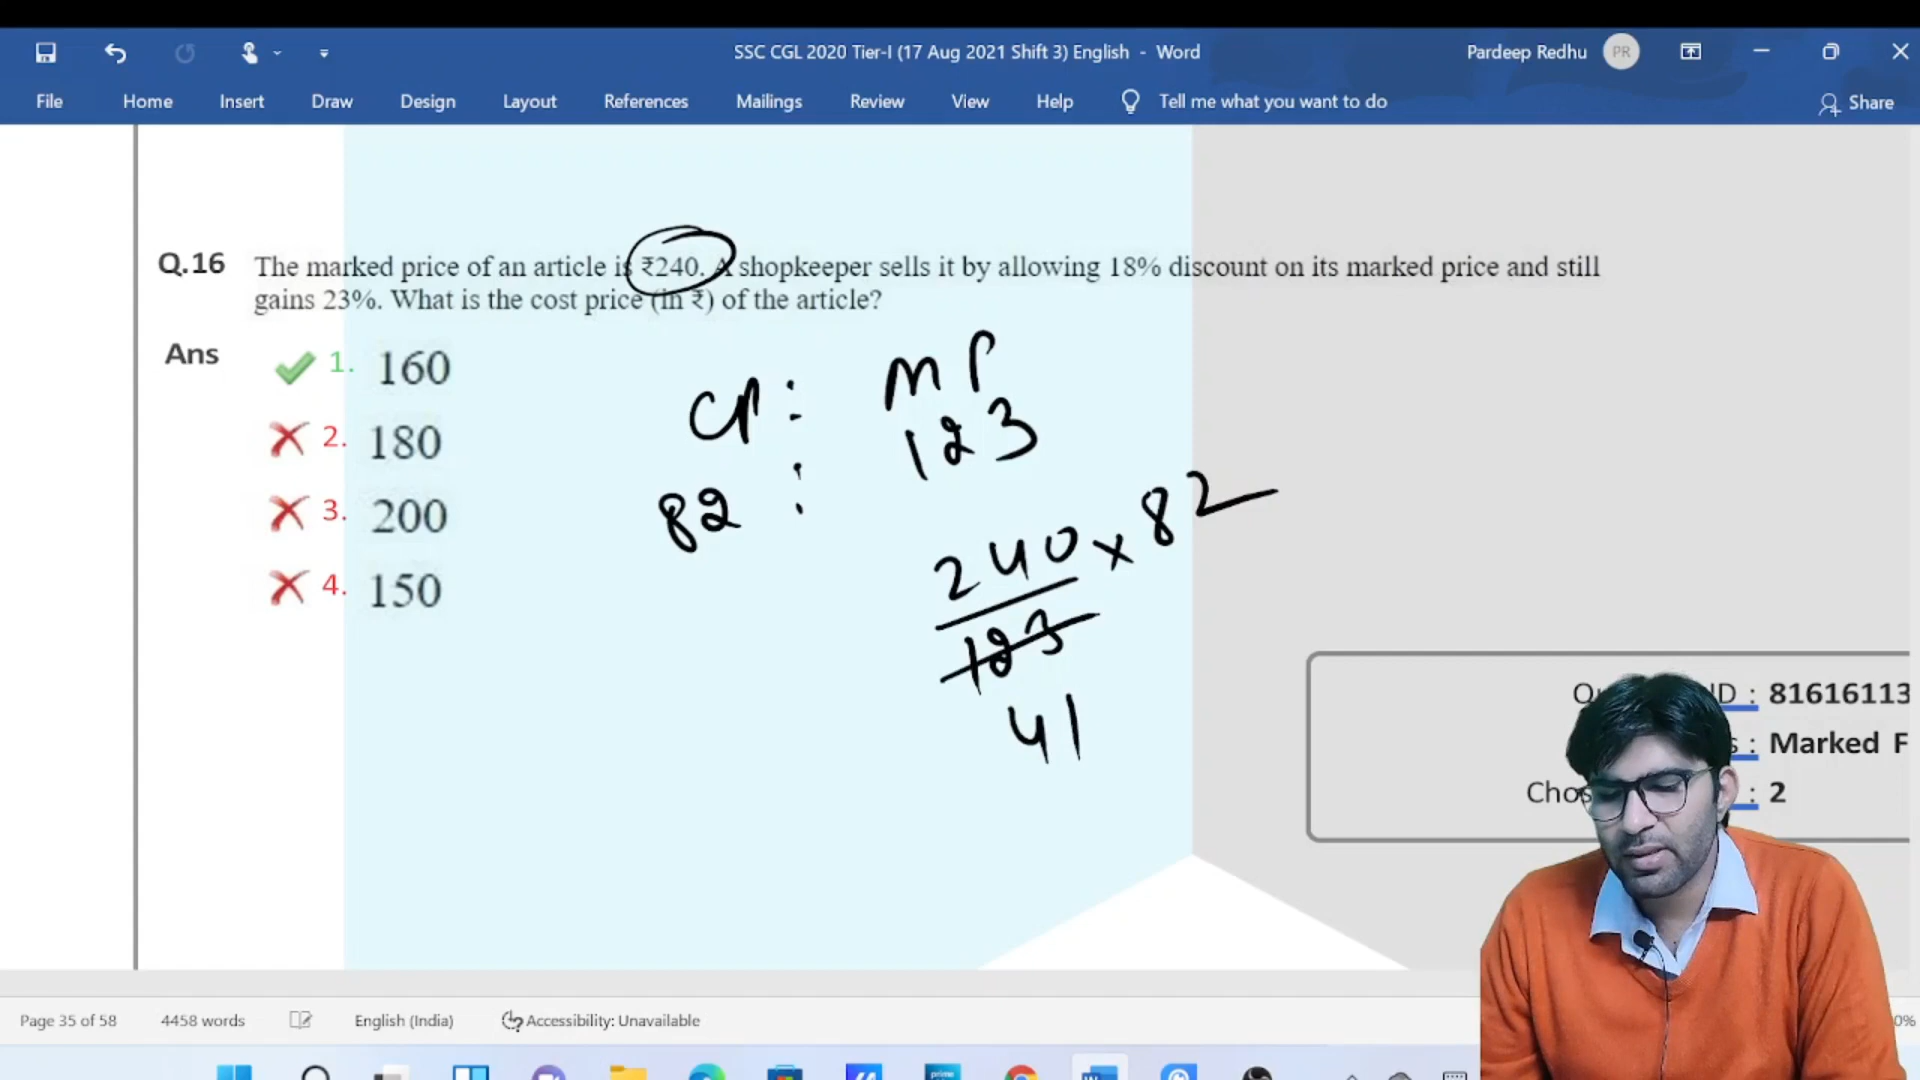 SSC CGL 2020 Tier-I (17 Aug 2021 Shift 3) English - Word
Pardeep Redhu PR
File Home Insert Draw Design Layout References Mailings Review View Help Tell me what you want to do Share
Q.16 The marked price of an article is ₹240. A shopkeeper sells it by allowing 18% discount on its marked price and still
gains 23%. What is the cost price (in ₹) of the article?
Ans 1. 160
2. 180
3. 200
4. 150
CP : MP
82 : 123
240 × 82
123
41
ID : 81616113
: Marked
: 2
Page 35 of 58 4458 words English (India) Accessibility: Unavailable